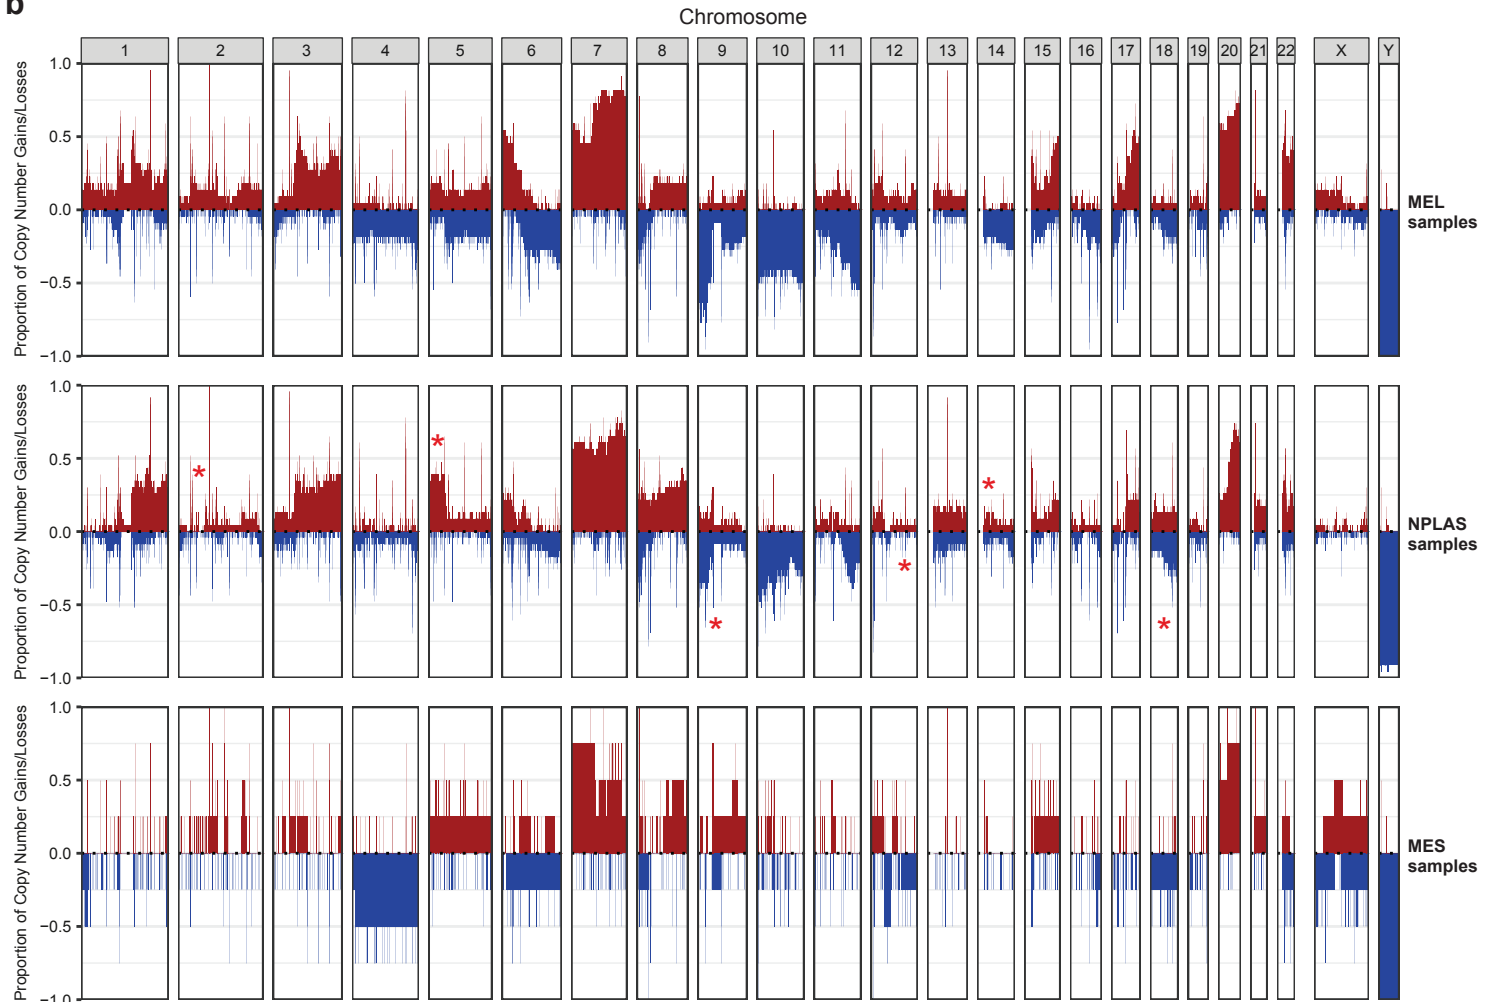 b
Chromosome
1 2 3 4 5 6 7 8 9 10 11 12 13 14 15 16 17 18 19 20 21 22 X Y
Proportion of Copy Number Gains/Losses
1.0
0.5
0.0
−0.5
−1.0
MEL
samples
Proportion of Copy Number Gains/Losses
1.0
0.5
0.0
−0.5
−1.0
*
*
*
*
*
*
NPLAS
samples
Proportion of Copy Number Gains/Losses
1.0
0.5
0.0
−0.5
−1.0
MES
samples